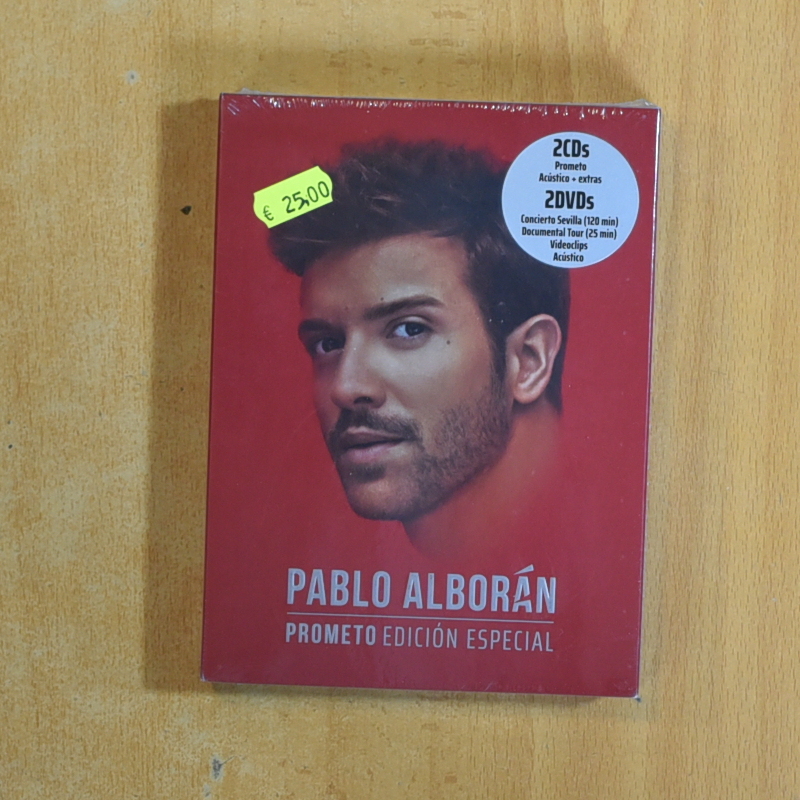 € 25,00
2CDs
Prometo
Acústico + extras
2DVDs
Concierto Sevilla (120 min)
Documental Tour (25 min)
Videoclips
Acústico
PABLO ALBORÁN
PROMETO EDICIÓN ESPECIAL